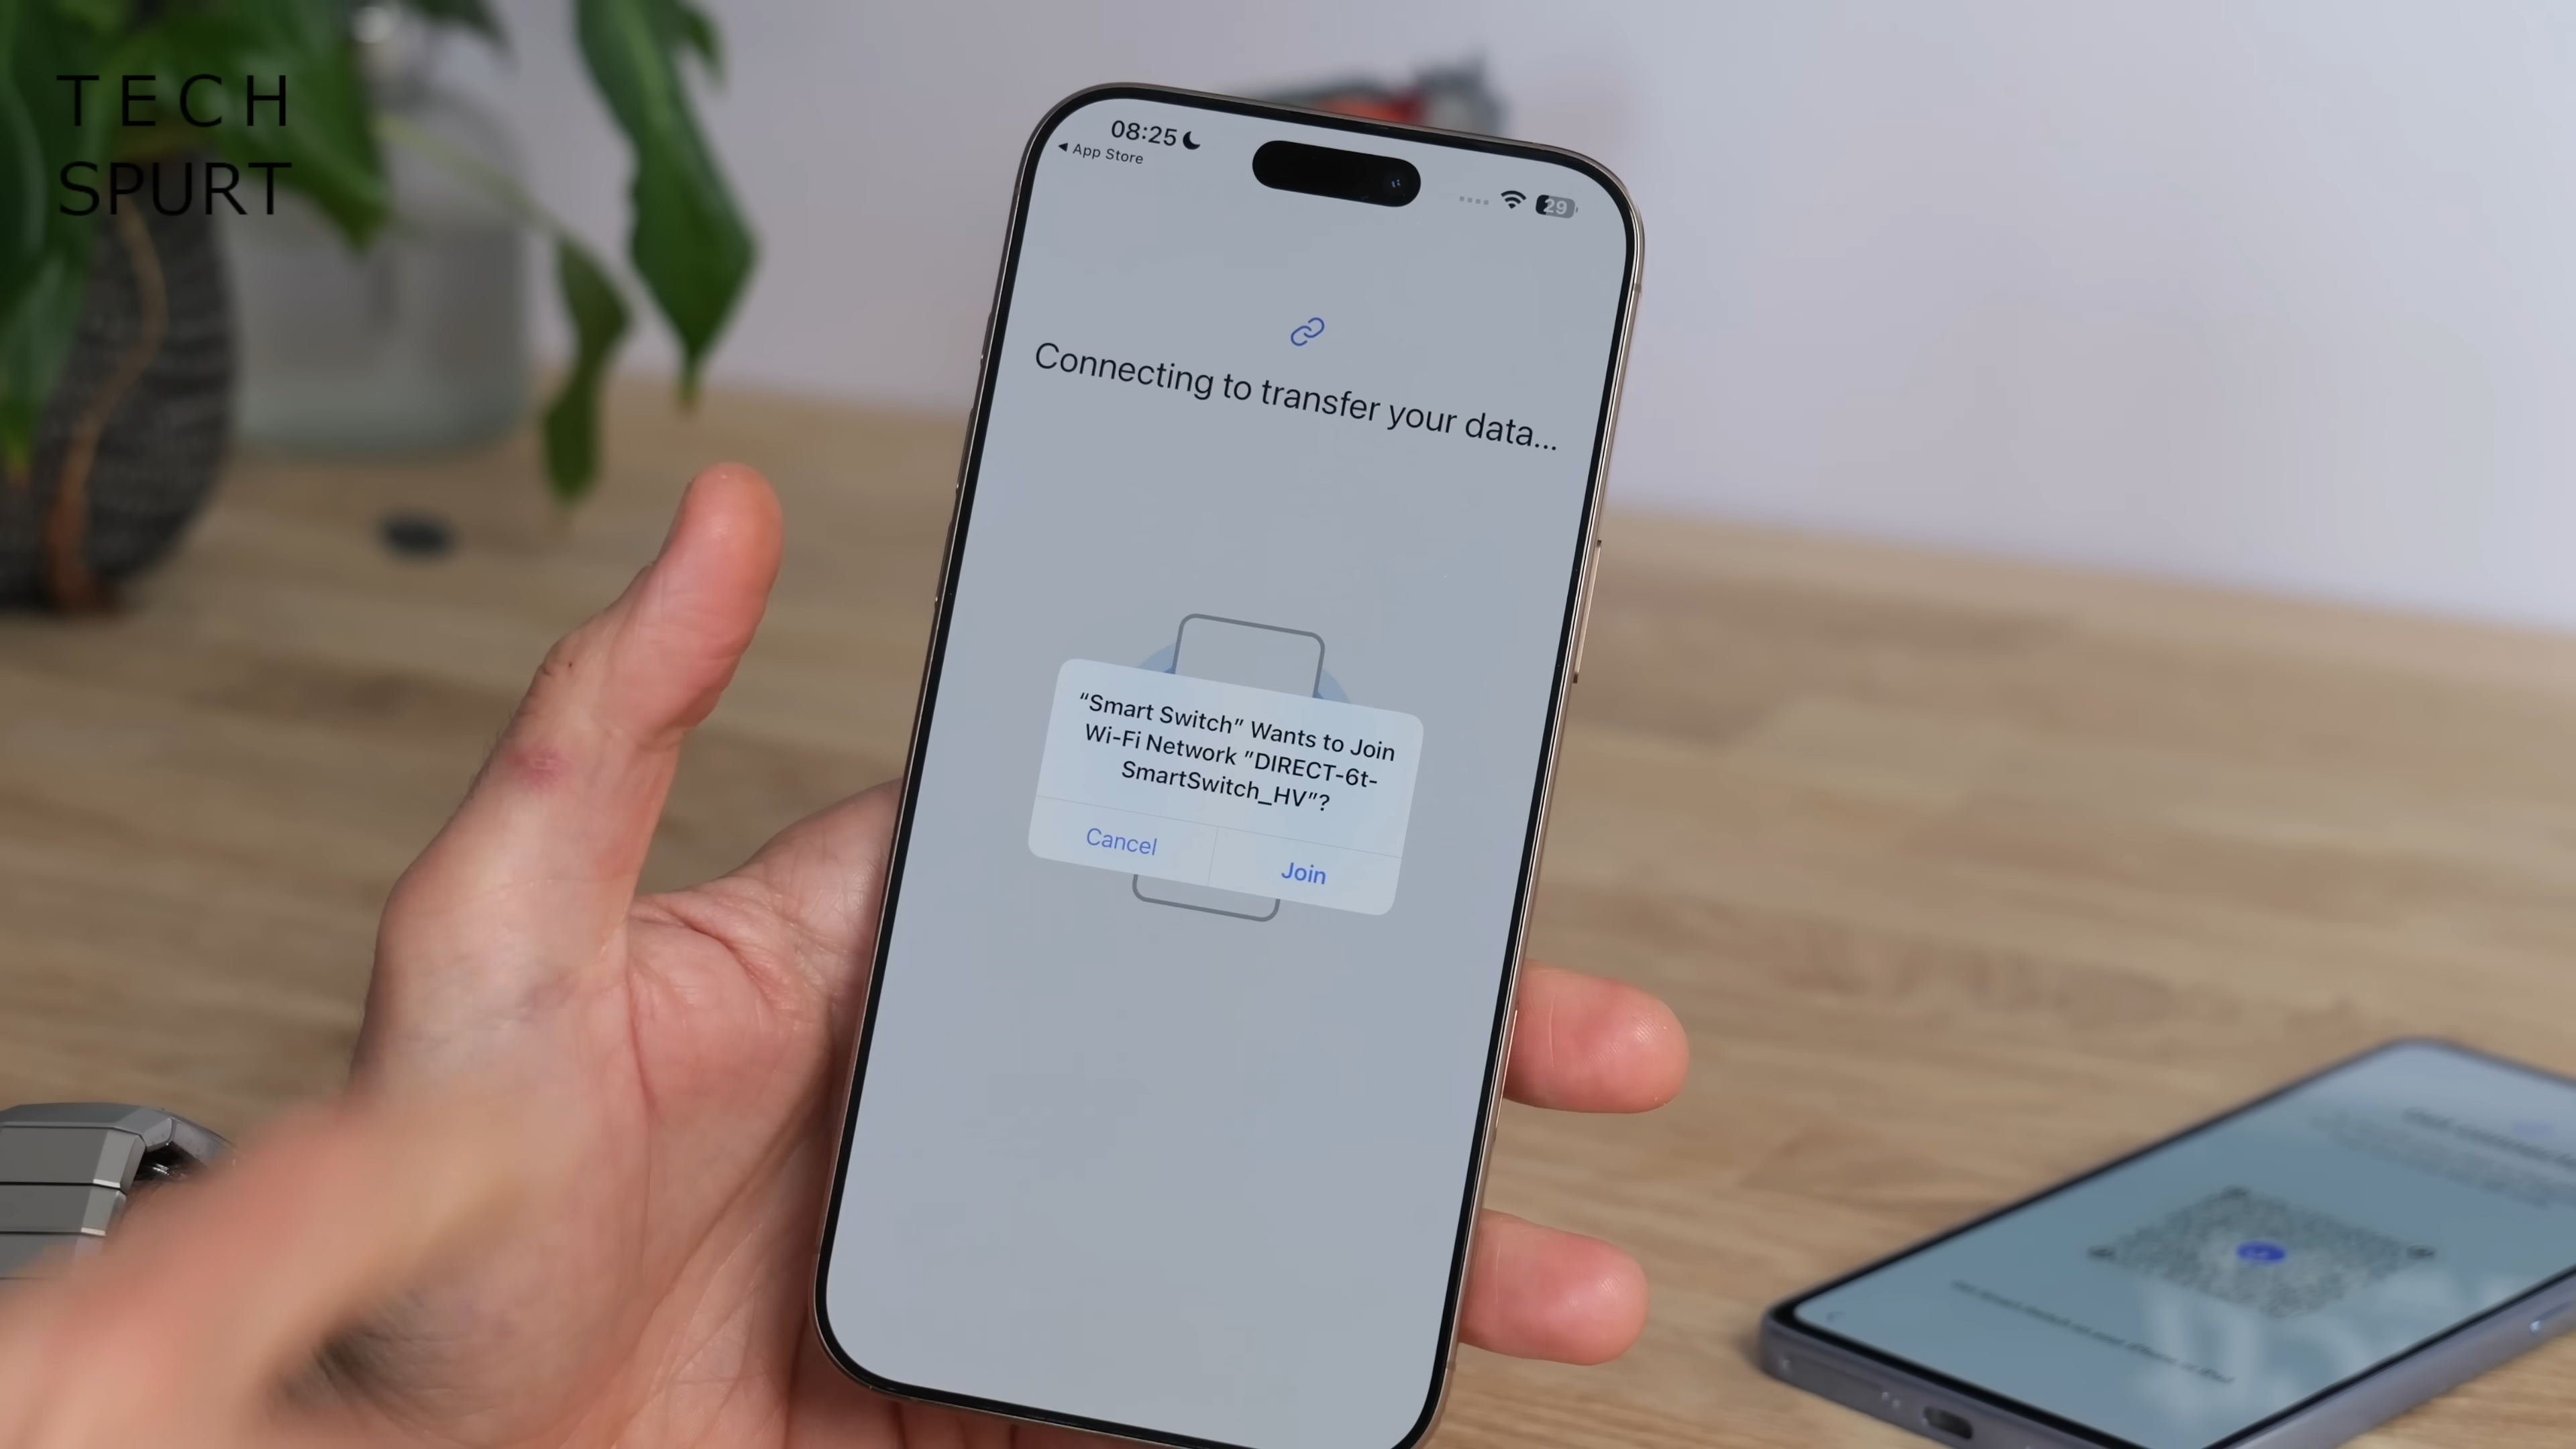 TECH
SPURT
08:25
◀ App Store
29
Connecting to transfer your data...
“Smart Switch” Wants to Join
Wi-Fi Network “DIRECT-6t-
SmartSwitch_HV”?
Cancel
Join